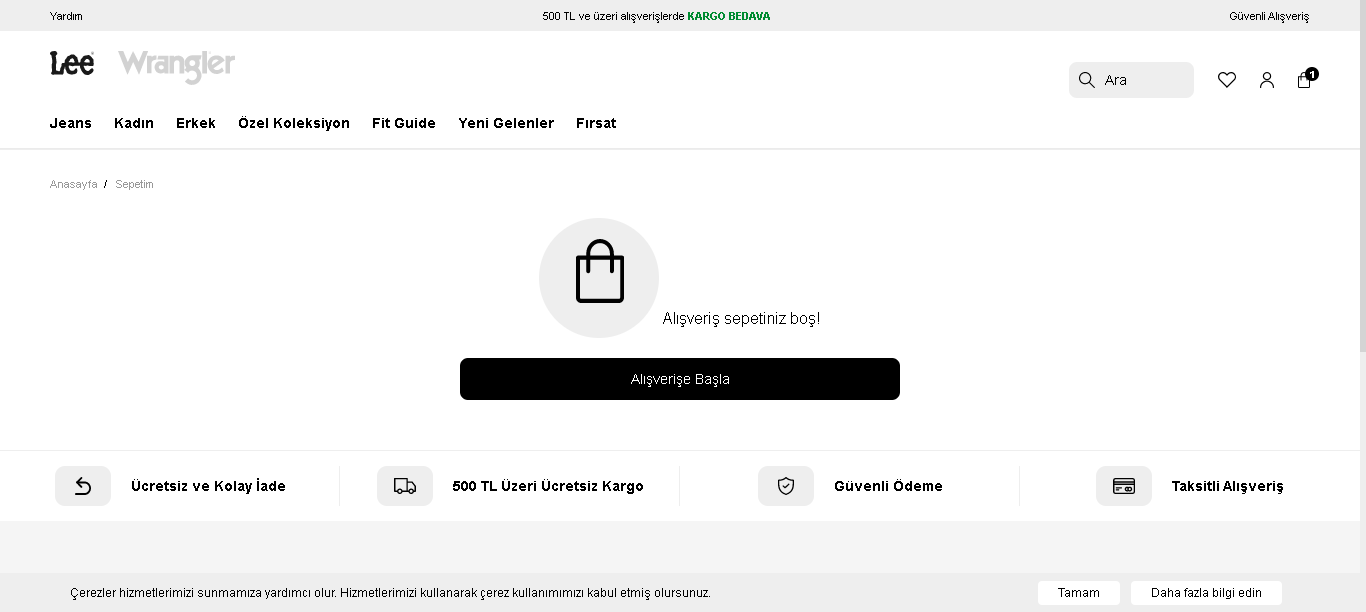 Yardım
500 TL ve üzeri alışverişlerde KARGO BEDAVA
Güvenli Alışveriş
Lee Wrangler
Ara
1
Jeans Kadın Erkek Özel Koleksiyon Fit Guide Yeni Gelenler Fırsat
Anasayfa / Sepetim
Alışveriş sepetiniz boş!
Alışverişe Başla
Ücretsiz ve Kolay İade
500 TL Üzeri Ücretsiz Kargo
Güvenli Ödeme
Taksitli Alışveriş
Çerezler hizmetlerimizi sunmamıza yardımcı olur. Hizmetlerimizi kullanarak çerez kullanımımızı kabul etmiş olursunuz.
Tamam
Daha fazla bilgi edin